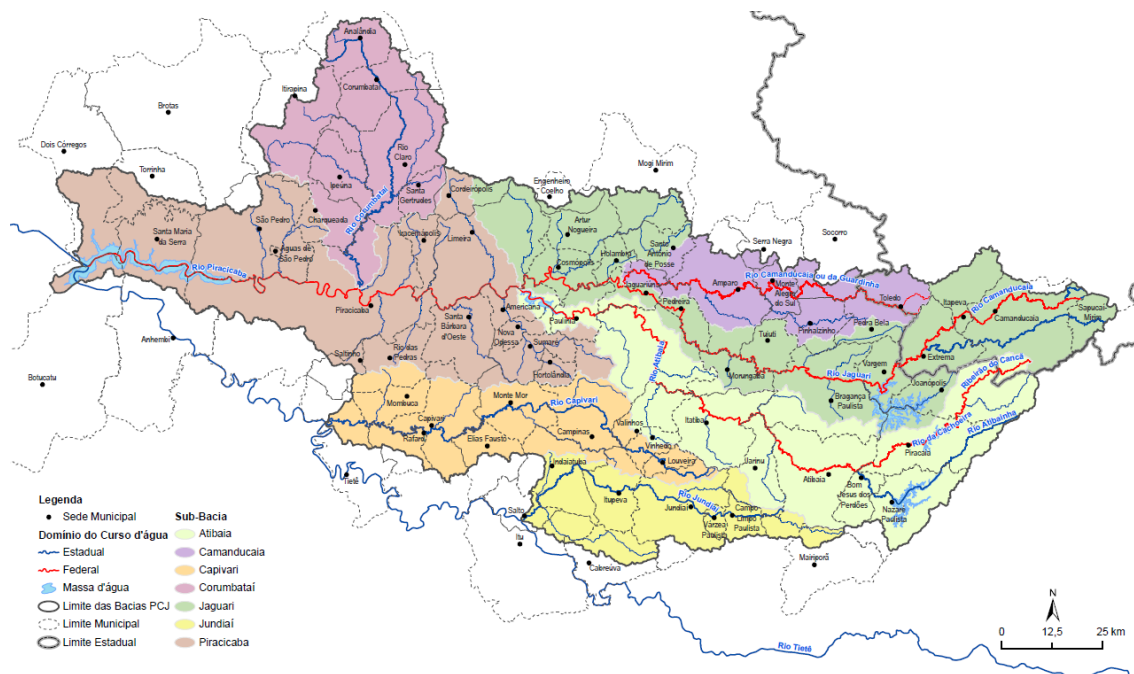 Analândia
Corumbataí
Itirapina
Brotas
Dois Córregos
Torrinha
Rio
Claro
Ipeúna
Santa
Gertrudes
Cordeirópolis
Rio Corumbataí
Charqueada
São Pedro
Águas de
São Pedro
Santa Maria
da Serra
Rio Piracicaba
Iracemápolis
Limeira
Mogi Mirim
Engenheiro
Coelho
Artur
Nogueira
Holambra
Santo
Antônio
de Posse
Cosmópolis
Serra Negra
Socorro
Rio Camanducaia ou da Guardinha
Jaguariúna
Amparo
Monte
Alegre
do Sul
Toledo
Pedreira
Pinhalzinho
Pedra Bela
Itapeva
Rio Camanducaia
Camanducaia
Sapucaí-
Mirim
Extrema
Piracicaba
Americana
Paulínia
Santa
Bárbara
d'Oeste
Nova
Odessa
Sumaré
Hortolândia
Rio das
Pedras
Saltinho
Anhembi
Botucatu
Tuiuti
Morungaba
Rio Atibaia
Rio Jaguari
Vargem
Joanópolis
Ribeirão do Cancã
Bragança
Paulista
Mombuca
Monte Mor
Rio Capivari
Capivari
Rafard
Elias Fausto
Campinas
Valinhos
Vinhedo
Louveira
Itatiba
Jarinu
Rio da Cachoeira
Rio Atibainha
Piracaia
Atibaia
Bom
Jesus dos
Perdões
Nazaré
Paulista
Tietê
Indaiatuba
Itupeva
Rio Jundiaí
Jundiaí
Campo
Limpo
Paulista
Várzea
Paulista
Salto
Itu
Cabreúva
Mairiporã
Rio Tietê
Legenda
Sede Municipal
Domínio do Curso d'água
Estadual
Federal
Massa d'água
Limite das Bacias PCJ
Limite Municipal
Limite Estadual
Sub-Bacia
Atibaia
Camanducaia
Capivari
Corumbataí
Jaguari
Jundiaí
Piracicaba
N
0 12,5 25 km